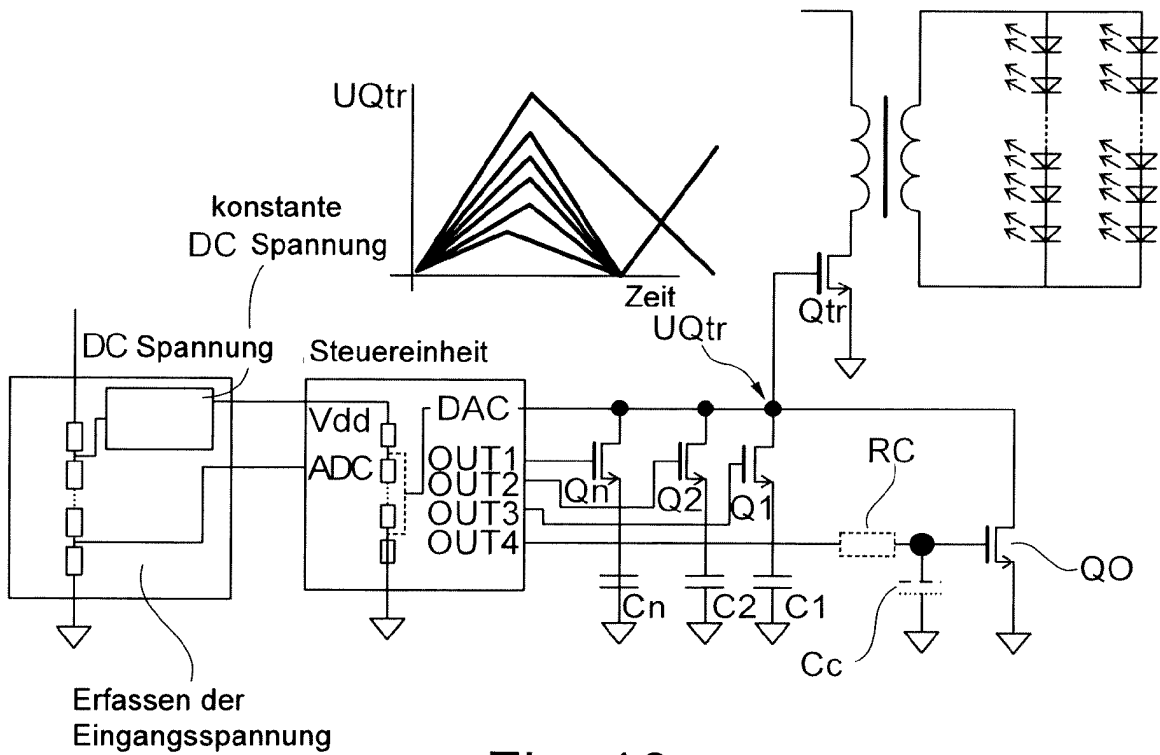 UQtr
konstante
DC Spannung
Zeit
Qtr
UQtr
DC Spannung
Steuereinheit
Vdd
DAC
ADC
OUT1
OUT2
OUT3
OUT4
Qn
Q2
Q1
RC
QO
Cn
C2
C1
Cc
Erfassen der
Eingangsspannung